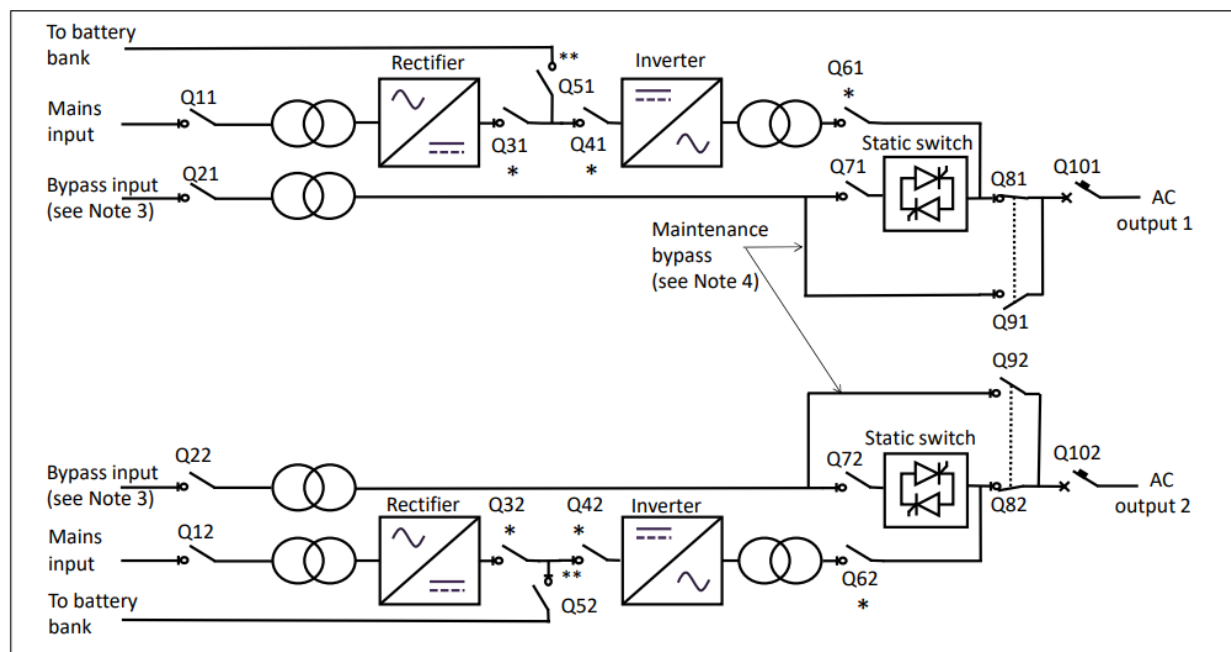 To battery
bank
**
Rectifier
Inverter
Q61
*
Q51
Q11
Mains
input
Static switch
Q31
*
Q41
*
Q71
Q81
Q101
Bypass input
(see Note 3)
Q21
AC
output 1
Maintenance
bypass
(see Note 4)
Q91
Q92
Static switch
Q72
Q102
Bypass input
(see Note 3)
Q22
AC
output 2
Q82
Rectifier
Q32
*
Q42
*
Inverter
Mains
input
Q12
**
Q52
Q62
*
To battery
bank